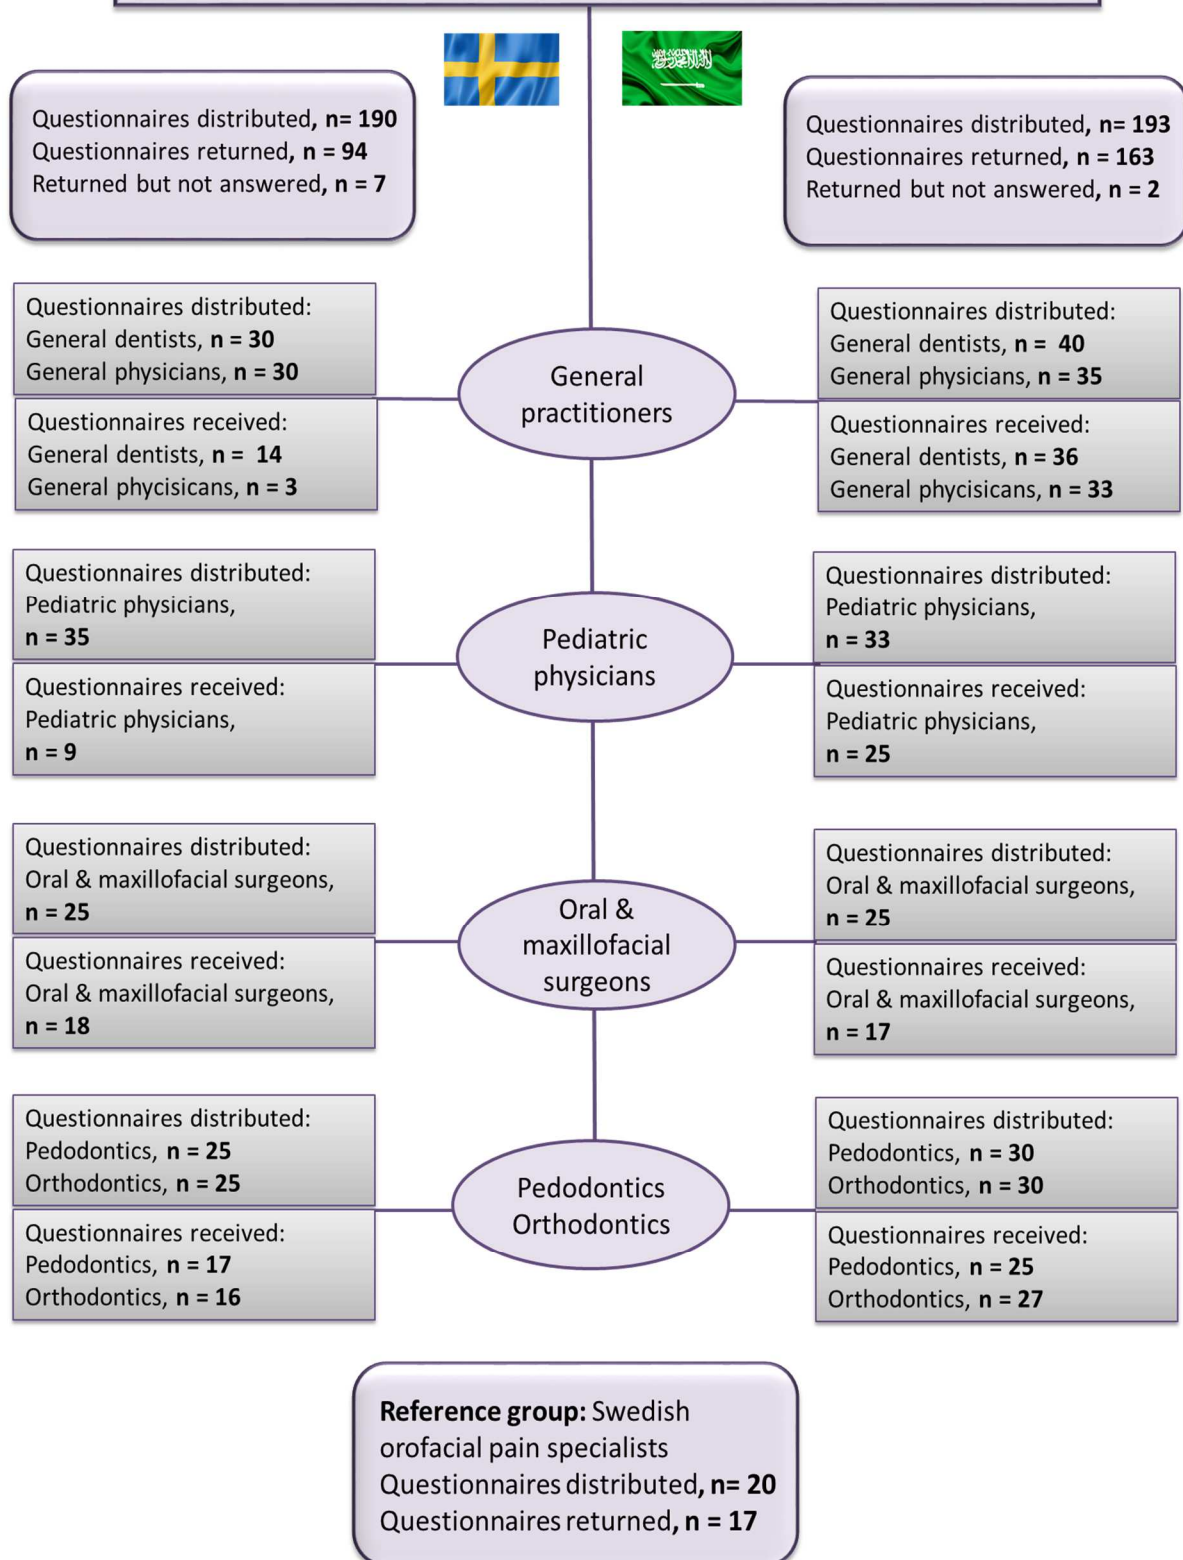 Questionnaires distributed, n= 190
Questionnaires returned, n = 94
Returned but not answered, n = 7
Questionnaires distributed, n= 193
Questionnaires returned, n = 163
Returned but not answered, n = 2
Questionnaires distributed:
General dentists, n = 30
General physicians, n = 30
Questionnaires received:
General dentists, n = 14
General phycisicans, n = 3
General
practitioners
Questionnaires distributed:
General dentists, n = 40
General physicians, n = 35
Questionnaires received:
General dentists, n = 36
General phycisicans, n = 33
Questionnaires distributed:
Pediatric physicians,
n = 35
Questionnaires received:
Pediatric physicians,
n = 9
Pediatric
physicians
Questionnaires distributed:
Pediatric physicians,
n = 33
Questionnaires received:
Pediatric physicians,
n = 25
Questionnaires distributed:
Oral & maxillofacial surgeons,
n = 25
Questionnaires received:
Oral & maxillofacial surgeons,
n = 18
Oral &
maxillofacial
surgeons
Questionnaires distributed:
Oral & maxillofacial surgeons,
n = 25
Questionnaires received:
Oral & maxillofacial surgeons,
n = 17
Questionnaires distributed:
Pedodontics, n = 25
Orthodontics, n = 25
Questionnaires received:
Pedodontics, n = 17
Orthodontics, n = 16
Pedodontics
Orthodontics
Questionnaires distributed:
Pedodontics, n = 30
Orthodontics, n = 30
Questionnaires received:
Pedodontics, n = 25
Orthodontics, n = 27
Reference group: Swedish
orofacial pain specialists
Questionnaires distributed, n= 20
Questionnaires returned, n = 17